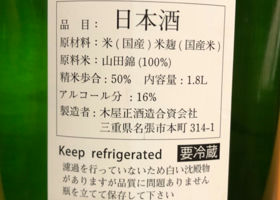 品目： 日本酒
原材料：米(国産)米麹(国産米)
原料米：山田錦(100%)
精米歩合：50% 内容量：1.8L
アルコール分 ：16%
製造者：木屋正酒造合資会社
三重県名張市本町 314-1
Keep refrigerated 要冷蔵
濾過を行っていないため白い沈殿物
がありますが品質に問題ありません
瓶を立てて保存して下さい